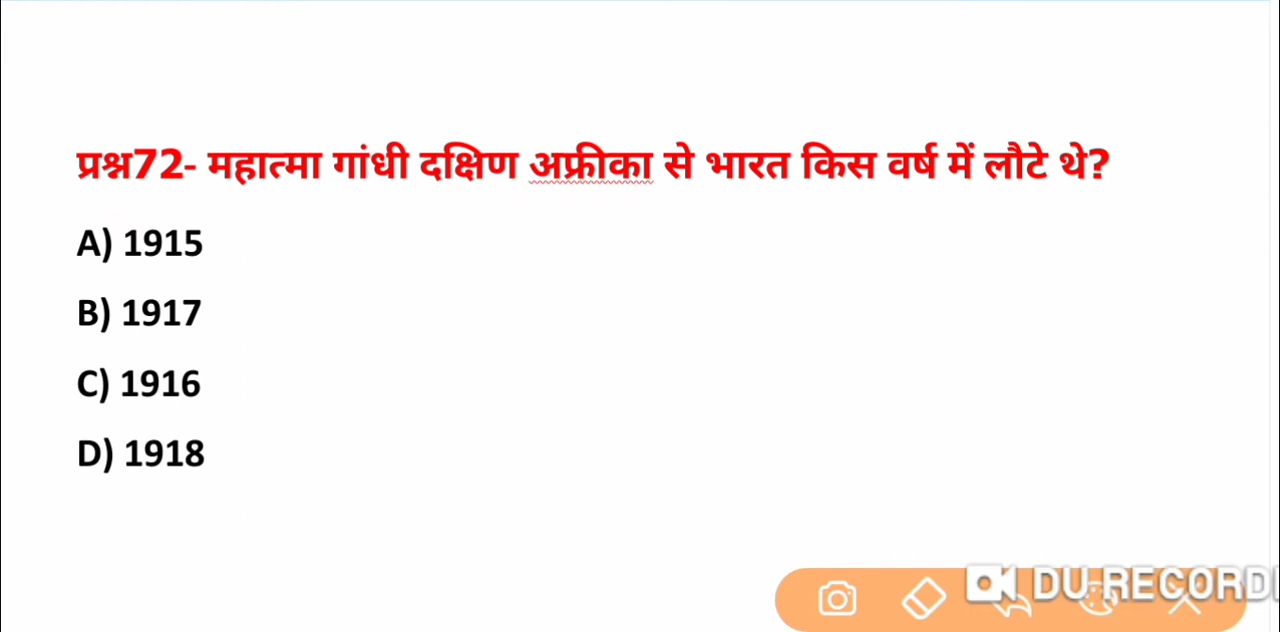 प्रश्न72- महात्मा गांधी दक्षिण अफ्रीका से भारत किस वर्ष में लौटे थे?
A) 1915
B) 1917
C) 1916
D) 1918
DU RECORD